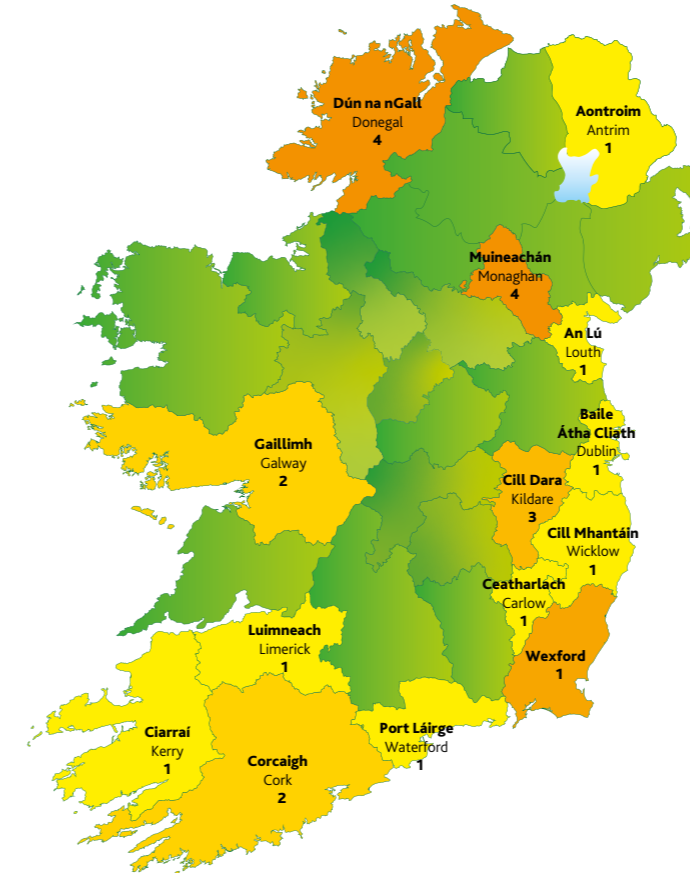 Dún na nGall
Donegal
4
Aontroim
Antrim
1
Muineachán
Monaghan
4
An Lú
Louth
1
Baile
Átha Cliath
Dublin
1
Gaillimh
Galway
2
Cill Dara
Kildare
3
Cill Mhantáin
Wicklow
1
Ceatharlach
Carlow
1
Luimneach
Limerick
1
Wexford
1
Ciarraí
Kerry
1
Port Láirge
Waterford
1
Corcaigh
Cork
2